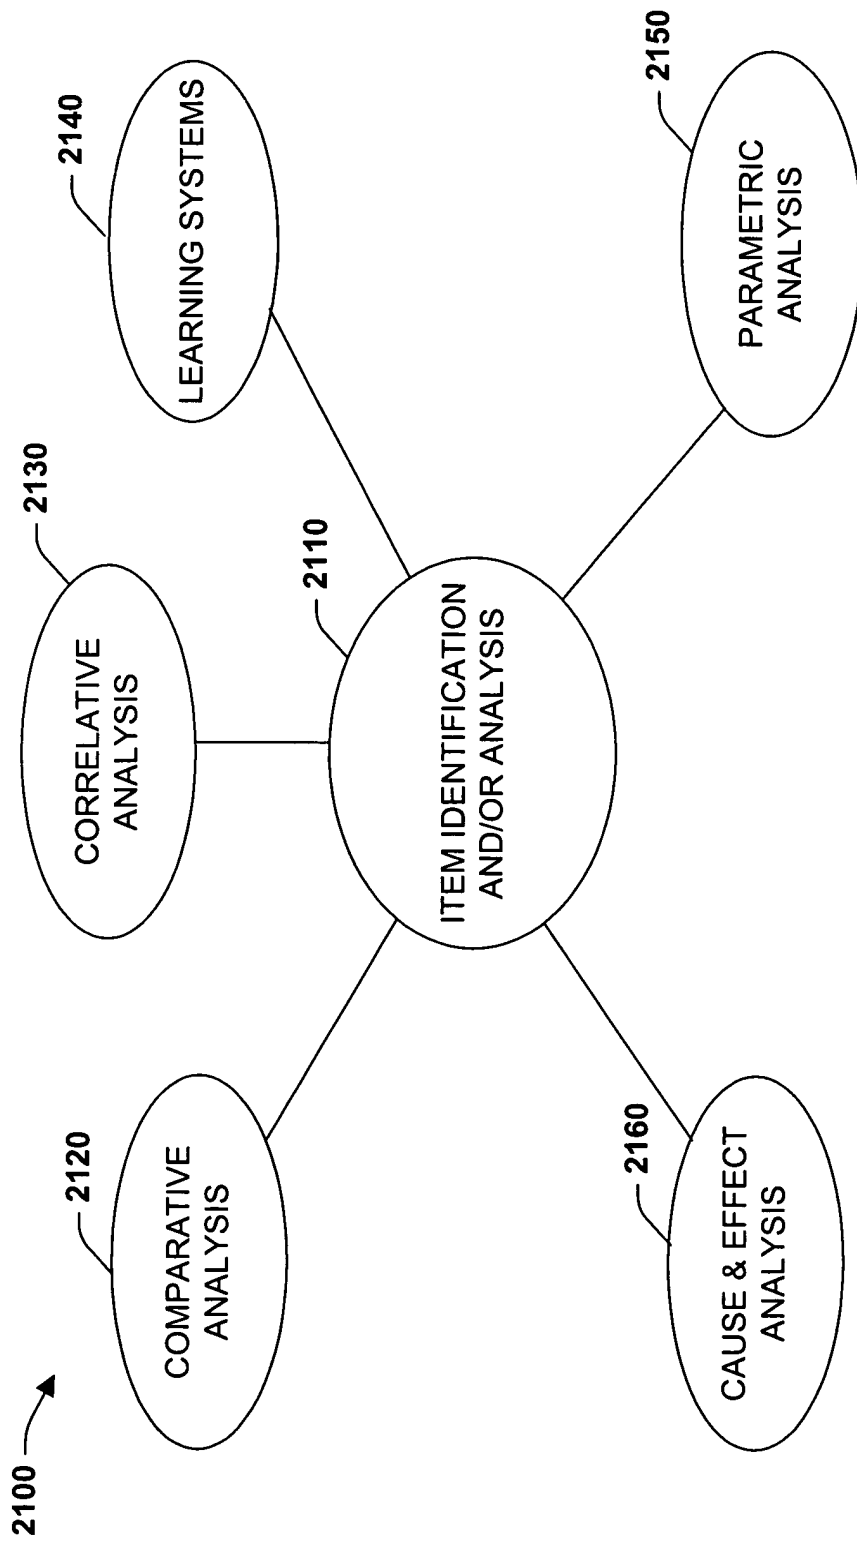 2100
2120
COMPARATIVE
ANALYSIS
2130
CORRELATIVE
ANALYSIS
2140
LEARNING SYSTEMS
2110
ITEM IDENTIFICATION
AND/OR ANALYSIS
2160
CAUSE & EFFECT
ANALYSIS
2150
PARAMETRIC
ANALYSIS